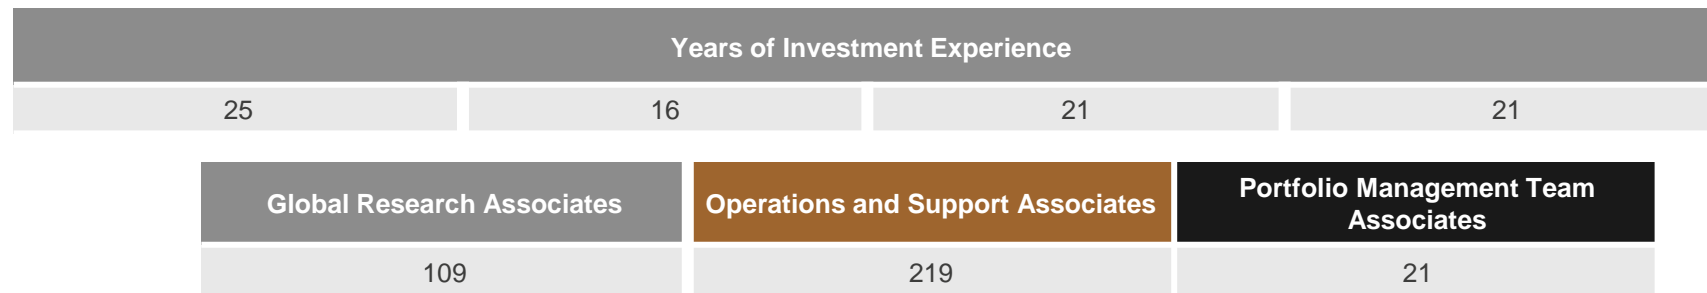 Years of Investment Experience
25 16 21 21
Global Research Associates Operations and Support Associates Portfolio Management Team
Associates
109 219 21